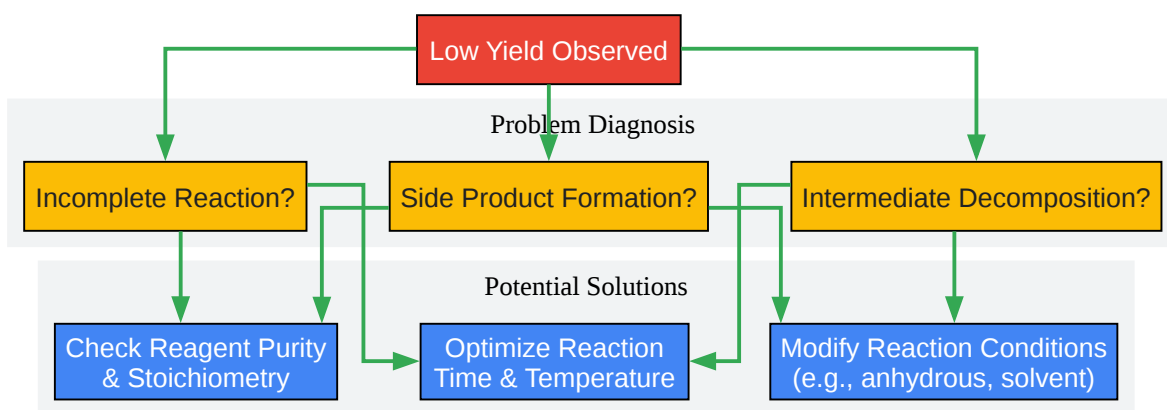 Low Yield Observed
Problem Diagnosis
Incomplete Reaction?
Side Product Formation?
Intermediate Decomposition?
Potential Solutions
Check Reagent Purity
& Stoichiometry
Optimize Reaction
Time & Temperature
Modify Reaction Conditions
(e.g., anhydrous, solvent)